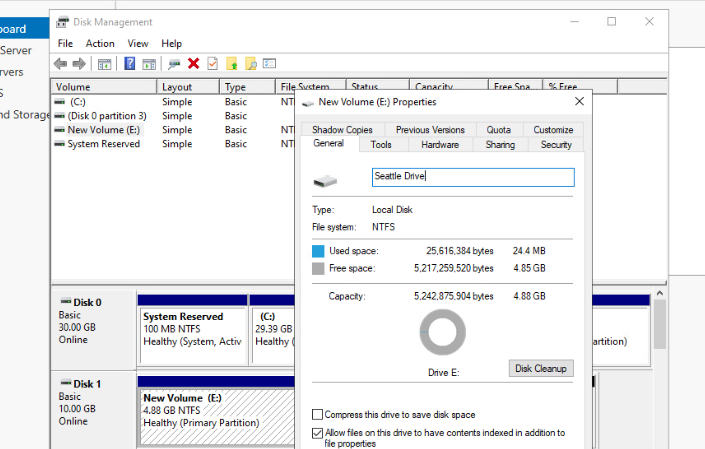 board
Server
rvers
S
nd Storage
Disk Management
File Action View Help
Volume Layout Type File System Status Capacity Free Spa... % Free
(C:) Simple Basic NT
(Disk 0 partition 3) Simple Basic
New Volume (E:) Simple Basic NT
System Reserved Simple Basic NT
New Volume (E:) Properties
Shadow Copies Previous Versions Quota Customize
General Tools Hardware Sharing Security
Seattle Drive
Type: Local Disk
File system: NTFS
Used space: 25,616,384 bytes 24.4 MB
Free space: 5,217,259,520 bytes 4.85 GB
Capacity: 5,242,875,904 bytes 4.88 GB
Drive E:
Disk Cleanup
Compress this drive to save disk space
Allow files on this drive to have contents indexed in addition to
file properties
Disk 0
Basic
30.00 GB
Online
System Reserved
100 MB NTFS
Healthy (System, Activ
(C:)
29.39 GB
Healthy (
artition)
Disk 1
Basic
10.00 GB
Online
New Volume (E:)
4.88 GB NTFS
Healthy (Primary Partition)